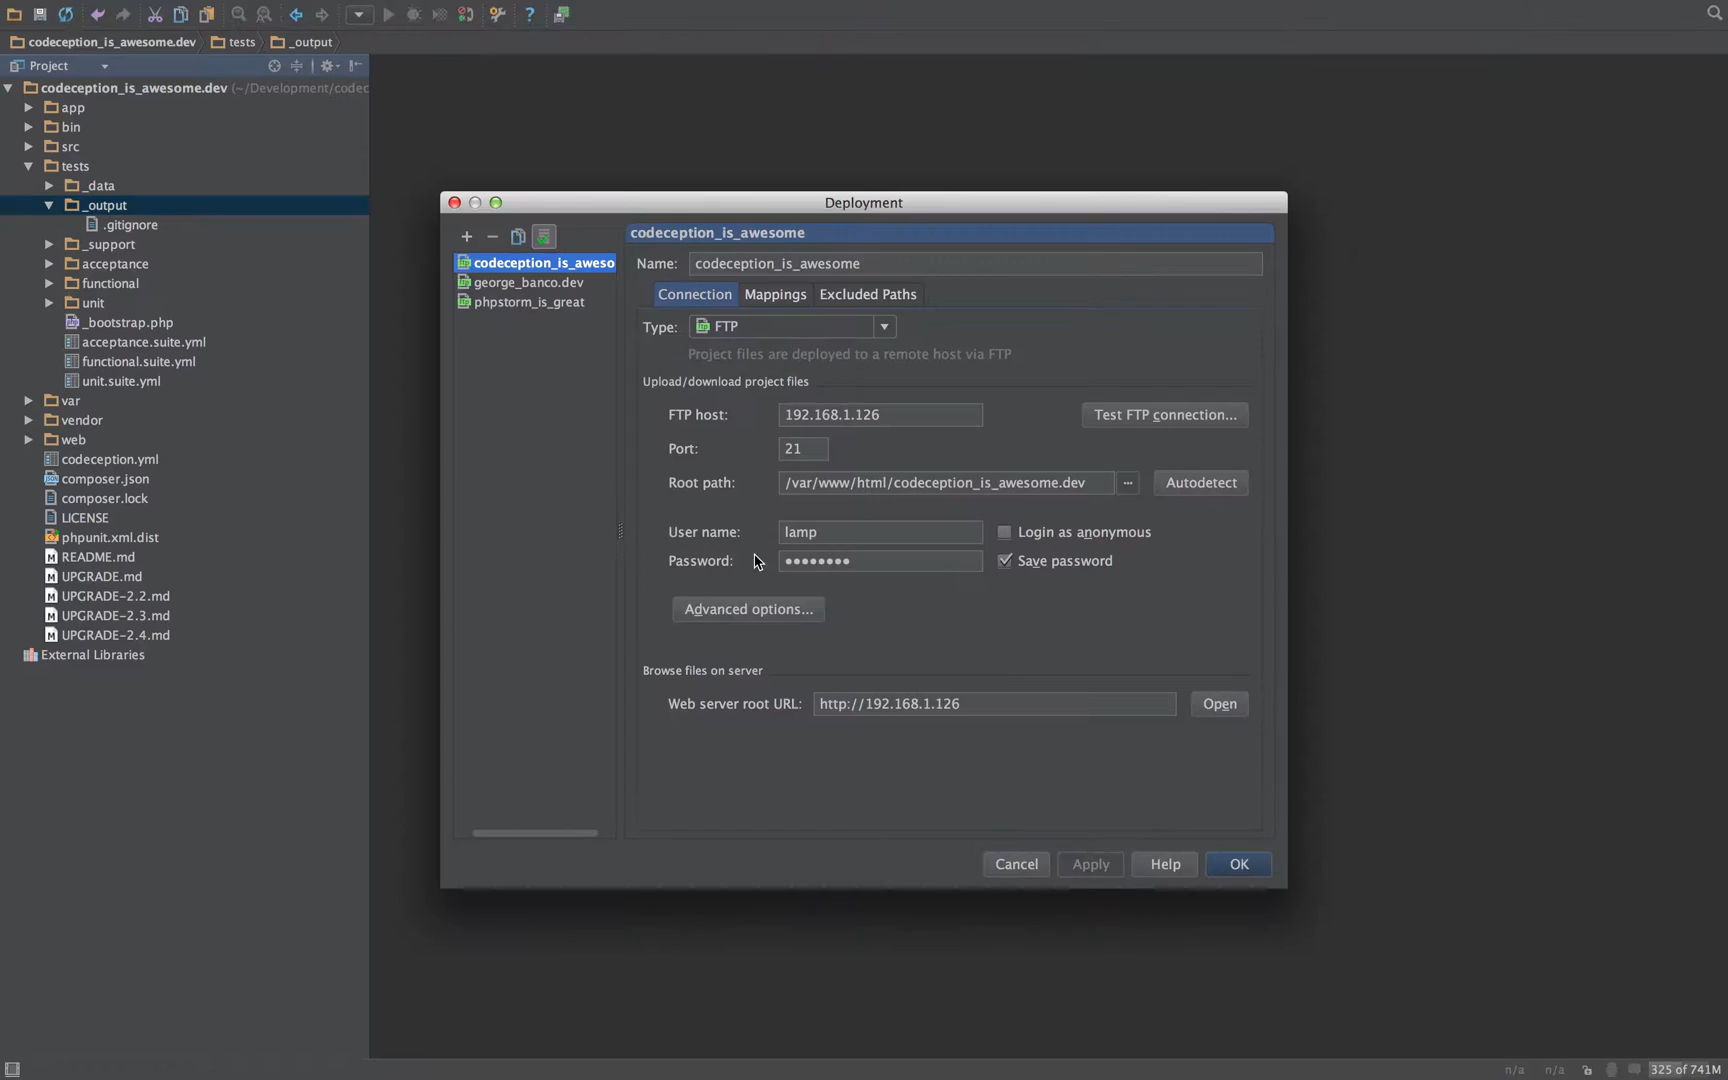 codeception_is_awesome.dev
tests
_output
Project
codeception_is_awesome.dev (~/Development/codec
app
bin
src
tests
_data
_output
.gitignore
_support
acceptance
functional
unit
_bootstrap.php
acceptance.suite.yml
functional.suite.yml
unit.suite.yml
var
vendor
web
codeception.yml
composer.json
composer.lock
LICENSE
phpunit.xml.dist
README.md
UPGRADE.md
UPGRADE-2.2.md
UPGRADE-2.3.md
UPGRADE-2.4.md
External Libraries
Deployment
codeception_is_aweso
george_banco.dev
phpstorm_is_great
codeception_is_awesome
Name: codeception_is_awesome
Connection Mappings Excluded Paths
Type: FTP
Project files are deployed to a remote host via FTP
Upload/download project files
FTP host: 192.168.1.126 Test FTP connection...
Port: 21
Root path: /var/www/html/codeception_is_awesome.dev ... Autodetect
User name: lamp Login as anonymous
Password: •••••••• Save password
Advanced options...
Browse files on server
Web server root URL: http://192.168.1.126 Open
Cancel Apply Help OK
n/a n/a 325 of 741M